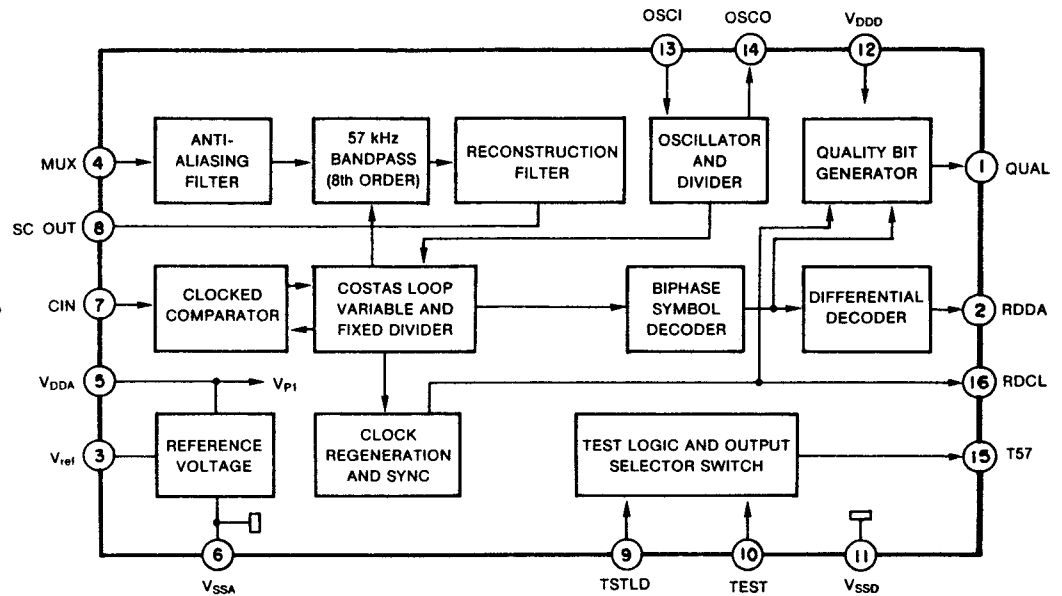 OSCI
OSCO
VDDD
13
14
12
MUX
4
ANTI-
ALIASING
FILTER
57 kHz
BANDPASS
(8th ORDER)
RECONSTRUCTION
FILTER
OSCILLATOR
AND
DIVIDER
QUALITY BIT
GENERATOR
1
QUAL
SC OUT
8
CIN
7
CLOCKED
COMPARATOR
COSTAS LOOP
VARIABLE AND
FIXED DIVIDER
BIPHASE
SYMBOL
DECODER
DIFFERENTIAL
DECODER
2
RDDA
VDDA
5
VP1
16
RDCL
Vref
3
REFERENCE
VOLTAGE
CLOCK
REGENERATION
AND SYNC
TEST LOGIC AND OUTPUT
SELECTOR SWITCH
15
T57
6
9
10
11
VSSA
TSTLD
TEST
VSSD